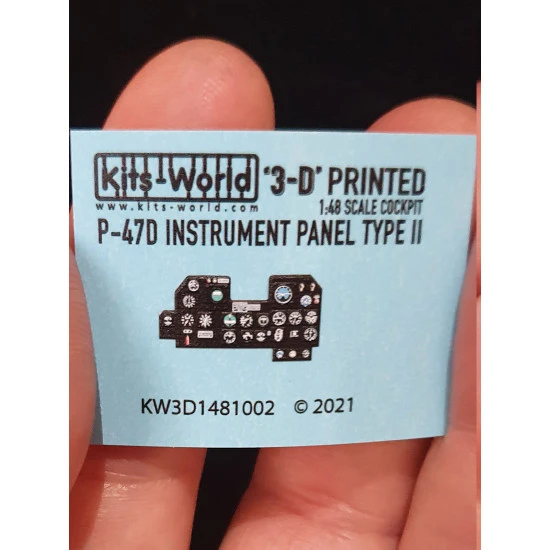 Kits-World '3-D' PRINTED
www.kits-world.com 1:48 SCALE COCKPIT
P-47D INSTRUMENT PANEL TYPE II
KW3D1481002 © 2021